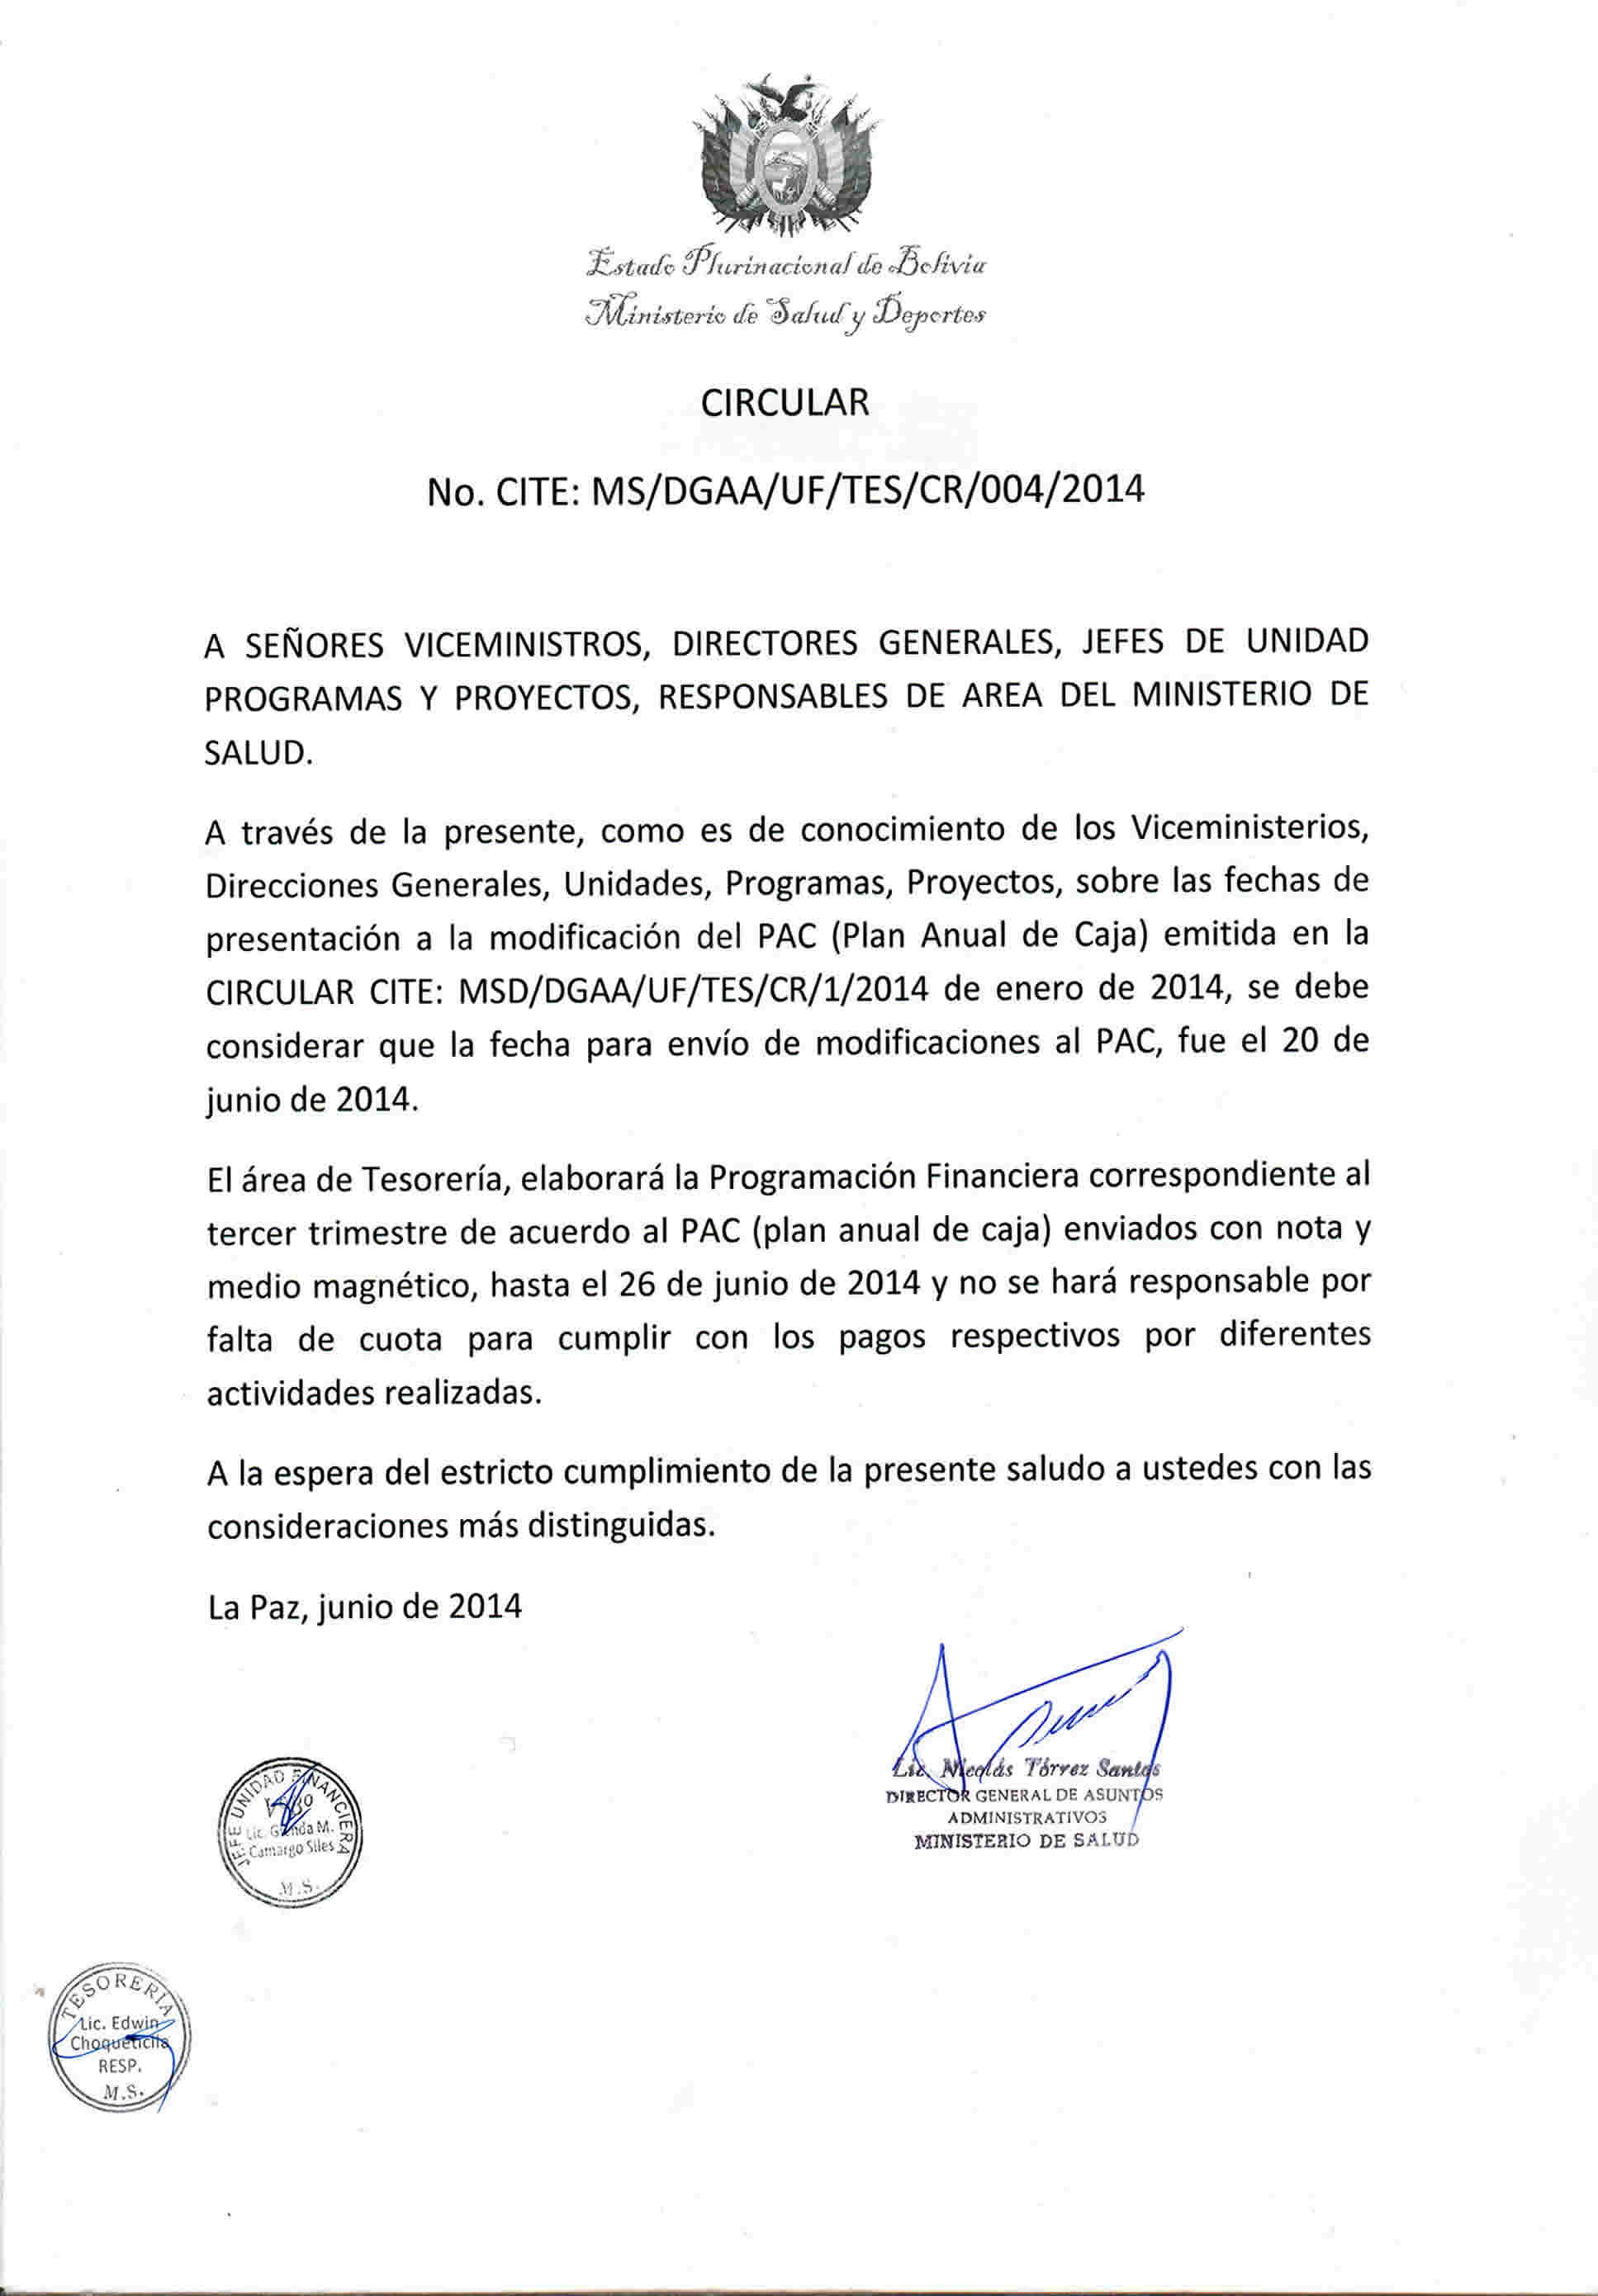 Estado Plurinacional de Bolivia
Ministerio de Salud y Deportes
CIRCULAR
No. CITE: MS/DGAA/UF/TES/CR/004/2014
A SEÑORES VICEMINISTROS, DIRECTORES GENERALES, JEFES DE UNIDAD
PROGRAMAS Y PROYECTOS, RESPONSABLES DE AREA DEL MINISTERIO DE
SALUD.
A través de la presente, como es de conocimiento de los Viceministerios,
Direcciones Generales, Unidades, Programas, Proyectos, sobre las fechas de
presentación a la modificación del PAC (Plan Anual de Caja) emitida en la
CIRCULAR CITE: MSD/DGAA/UF/TES/CR/1/2014 de enero de 2014, se debe
considerar que la fecha para envío de modificaciones al PAC, fue el 20 de
junio de 2014.
El área de Tesorería, elaborará la Programación Financiera correspondiente al
tercer trimestre de acuerdo al PAC (plan anual de caja) enviados con nota y
medio magnético, hasta el 26 de junio de 2014 y no se hará responsable por
falta de cuota para cumplir con los pagos respectivos por diferentes
actividades realizadas.
A la espera del estricto cumplimiento de la presente saludo a ustedes con las
consideraciones más distinguidas.
La Paz, junio de 2014
Lic. Nicolás Tórrez Santos
DIRECTOR GENERAL DE ASUNTOS
ADMINISTRATIVOS
MINISTERIO DE SALUD
JEFE UNIDAD FINANCIERA
Lic. M.
Camargo Siles
M.S.
TESORERIA
Lic. Edwin
RESP.
M.S.